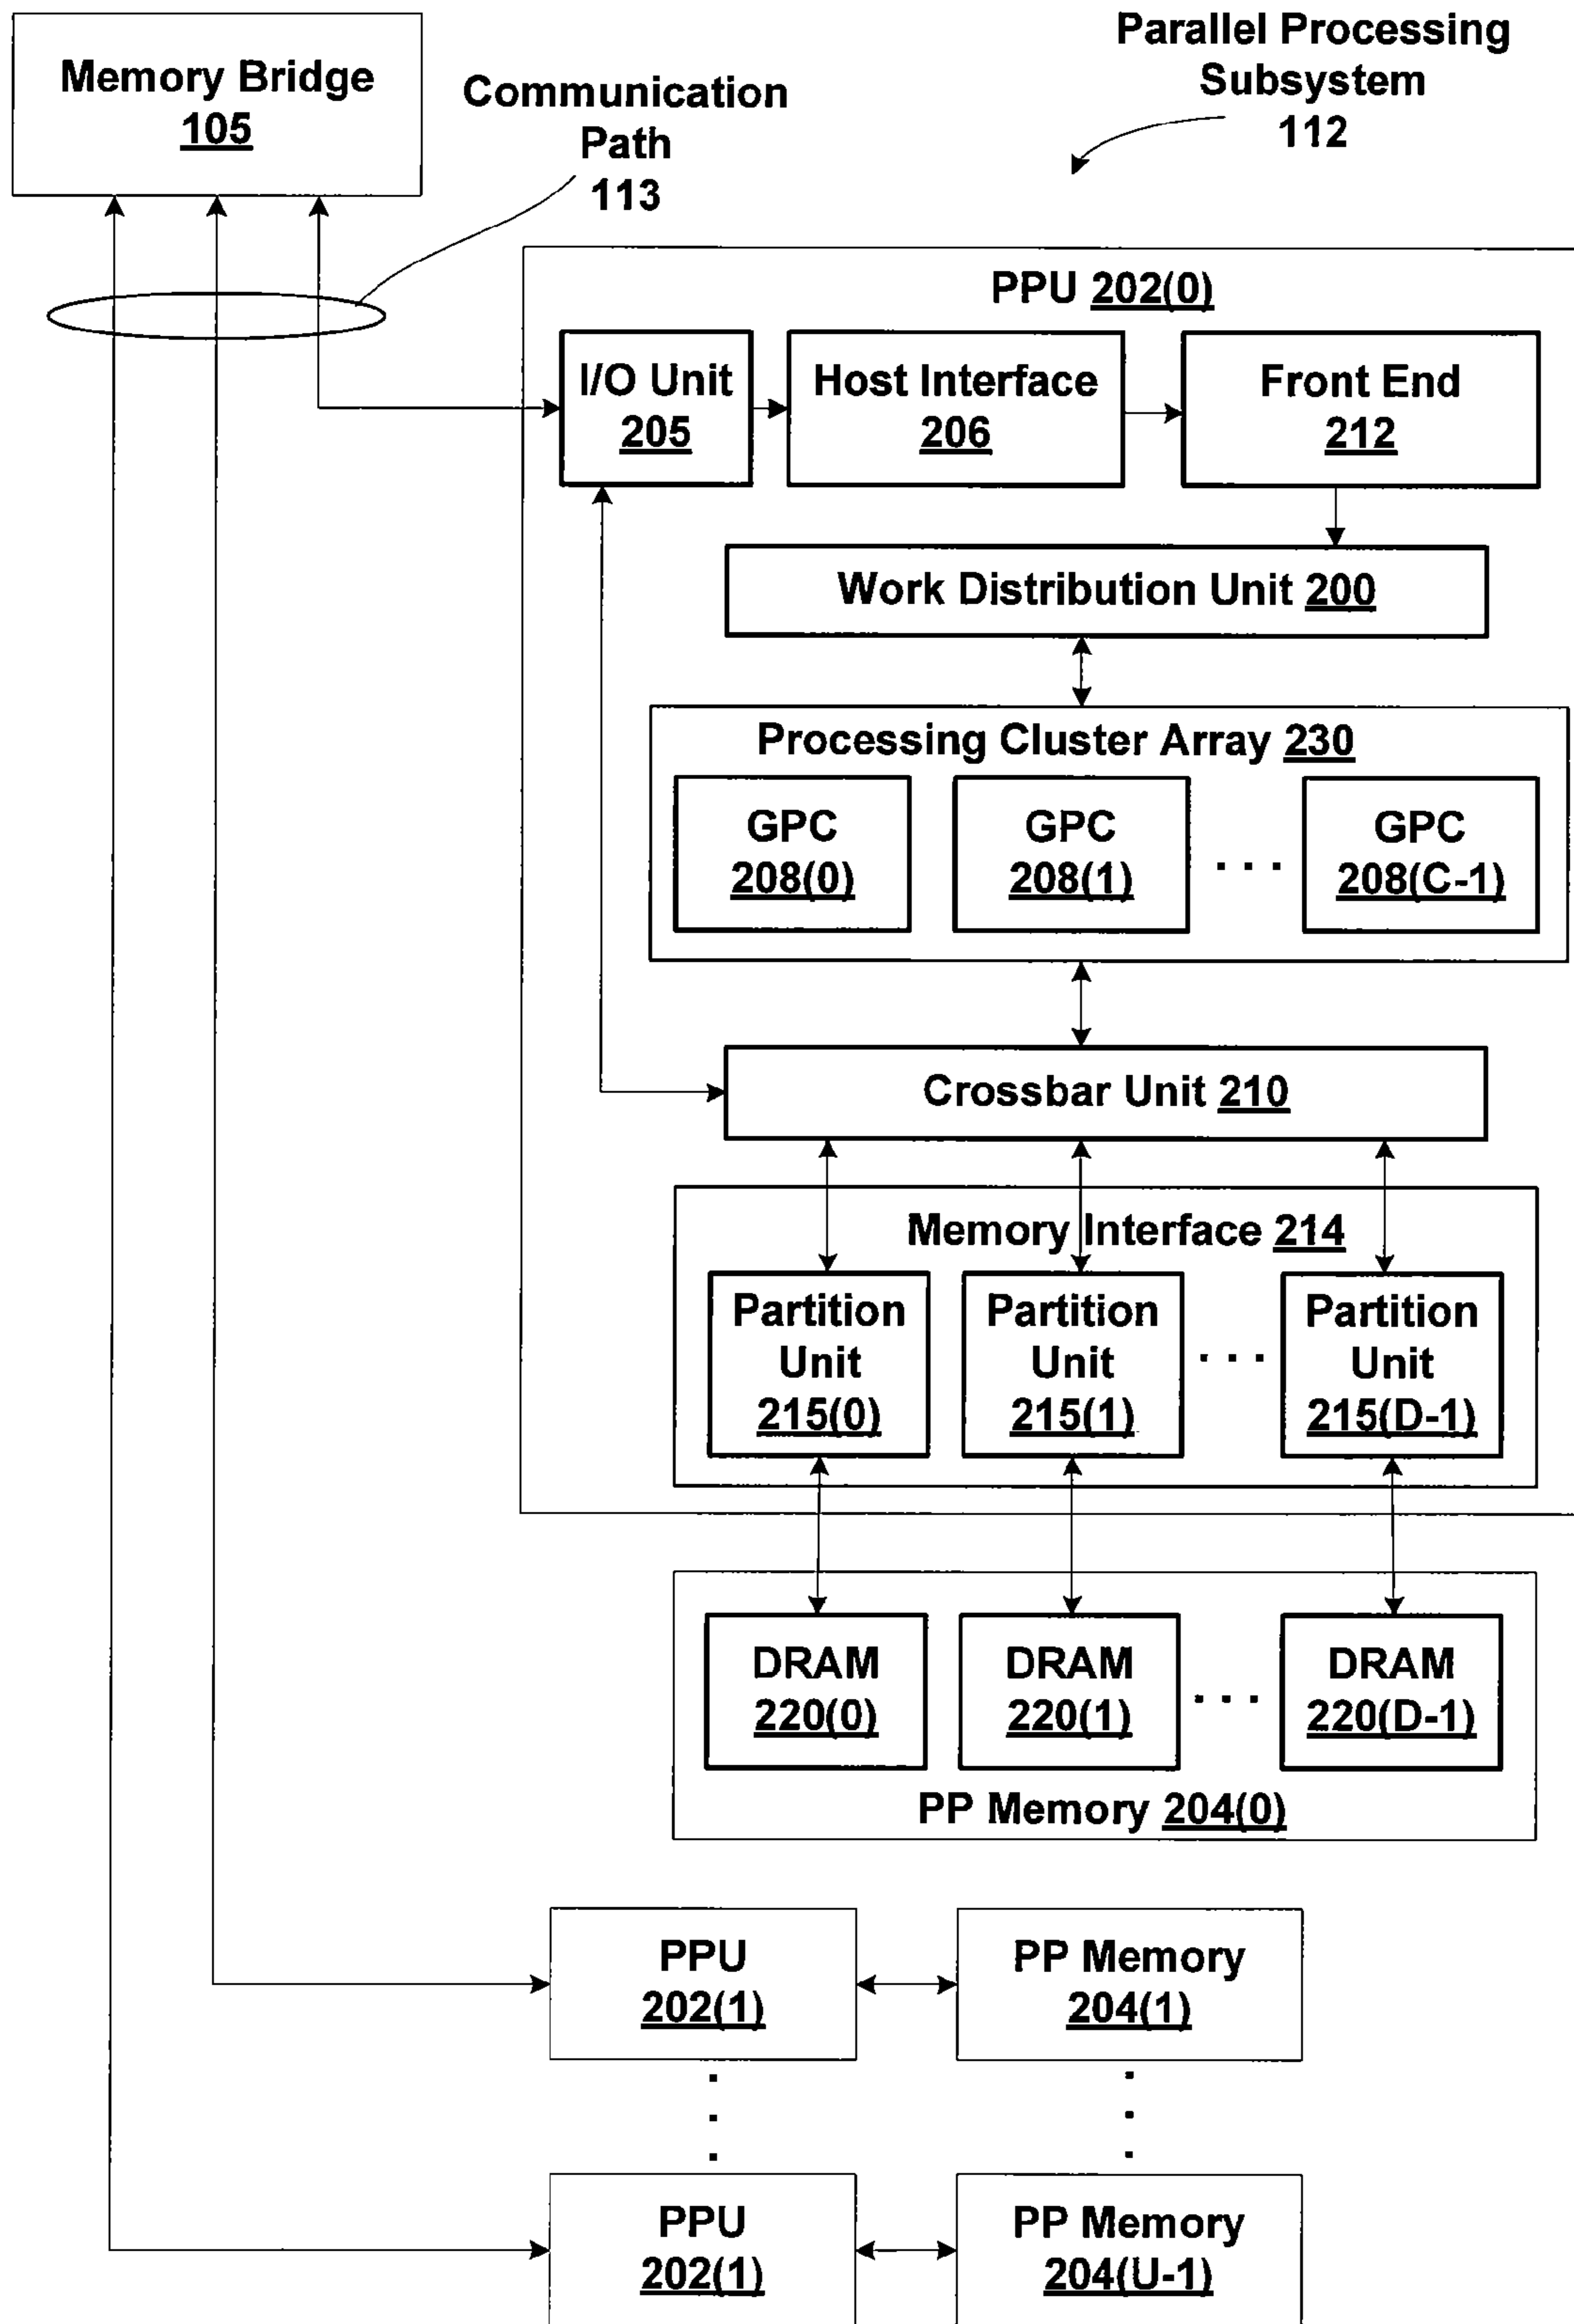 Memory Bridge
105
Communication
Path
113
Parallel Processing
Subsystem
112
PPU 202(0)
I/O Unit
205
Host Interface
206
Front End
212
Work Distribution Unit 200
Processing Cluster Array 230
GPC
208(0)
GPC
208(1)
. . .
GPC
208(C-1)
Crossbar Unit 210
Memory Interface 214
Partition
Unit
215(0)
Partition
Unit
215(1)
. . .
Partition
Unit
215(D-1)
DRAM
220(0)
DRAM
220(1)
. . .
DRAM
220(D-1)
PP Memory 204(0)
PPU
202(1)
PP Memory
204(1)
PPU
202(1)
PP Memory
204(U-1)